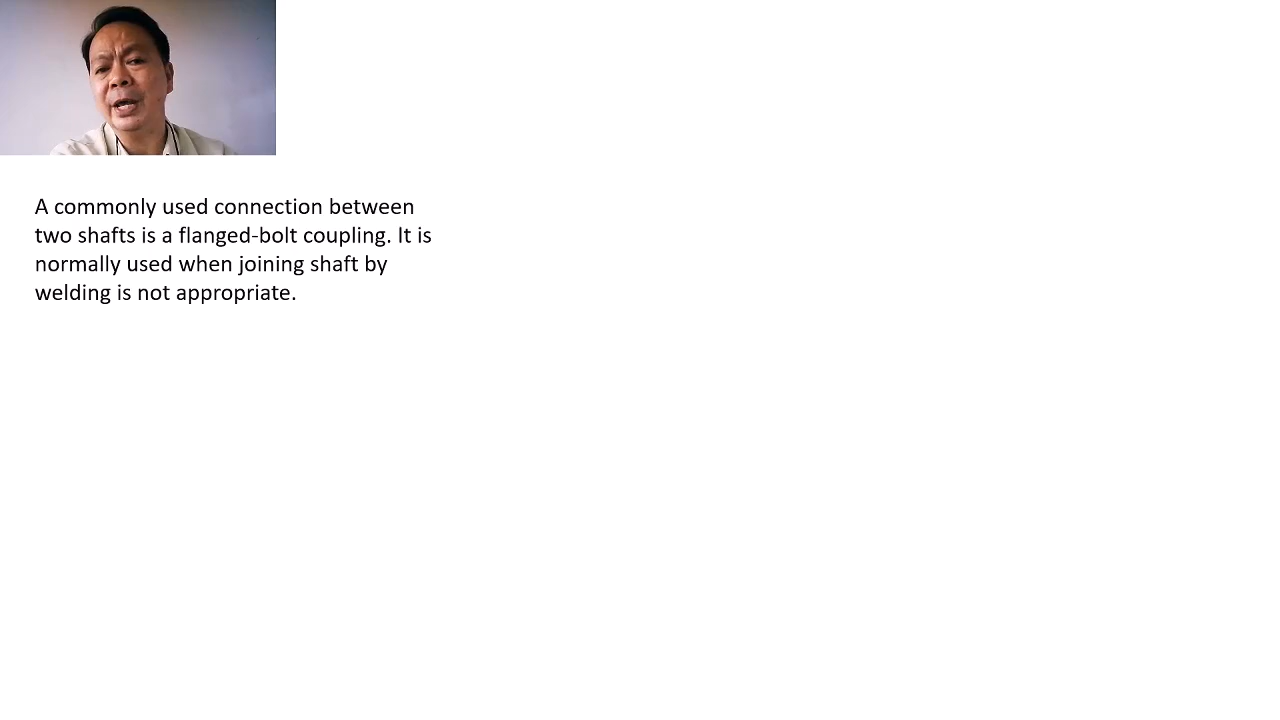 A commonly used connection between
two shafts is a flanged-bolt coupling. It is
normally used when joining shaft by
welding is not appropriate.